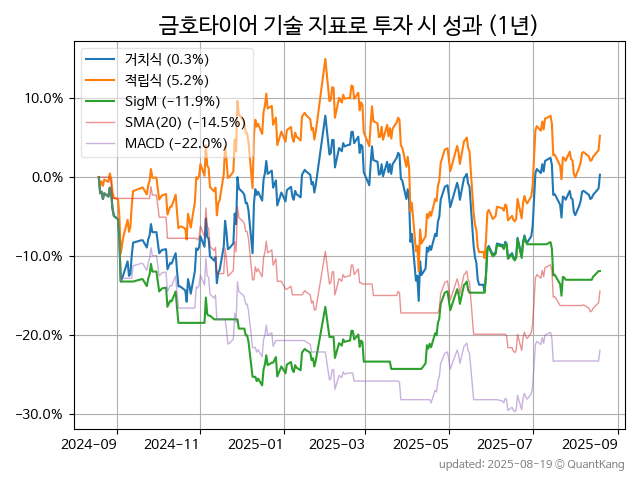 금호타이어 기술 지표로 투자 시 성과 (1년)
거치식 (0.3%)
적립식 (5.2%)
SigM (−11.9%)
SMA(20) (−14.5%)
MACD (−22.0%)
10.0%
0.0%
−10.0%
−20.0%
−30.0%
2024−09 2024−11 2025−01 2025−03 2025−05 2025−07 2025−09
updated: 2025-08-19 © QuantKang